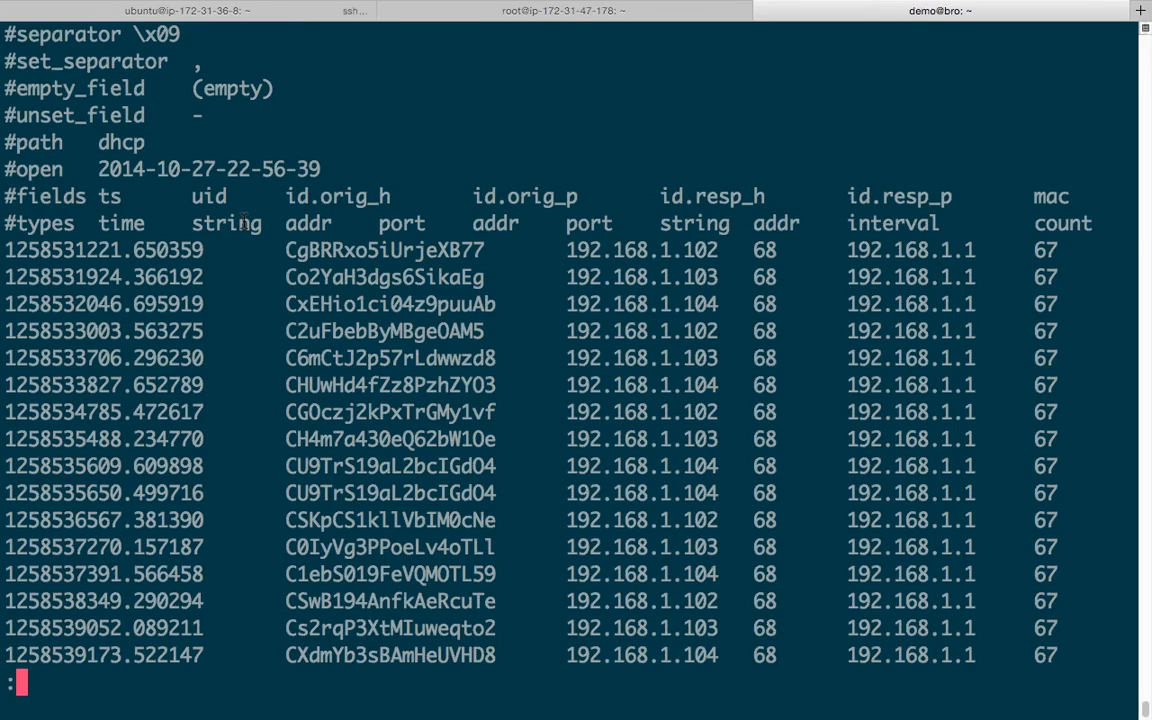 ubuntu@ip-172-31-36-8: ~ ssh... root@ip-172-31-47-178: ~ demo@bro: ~
#separator \x09
#set_separator ,
#empty_field (empty)
#unset_field -
#path dhcp
#open 2014-10-27-22-56-39
#fields ts uid id.orig_h id.orig_p id.resp_h id.resp_p mac
#types time string addr port addr port string addr interval count
1258531221.650359 CgBRRxo5iUrjeXB77 192.168.1.102 68 192.168.1.1 67
1258531924.366192 Co2YaH3dgs6SikaEg 192.168.1.103 68 192.168.1.1 67
1258532046.695919 CxEHio1ci04z9puuAb 192.168.1.104 68 192.168.1.1 67
1258533003.563275 C2uFbebByMBgeOAM5 192.168.1.102 68 192.168.1.1 67
1258533706.296230 C6mCtJ2p57rLdwwzd8 192.168.1.103 68 192.168.1.1 67
1258533827.652789 CHUwHd4fZz8PzhZYO3 192.168.1.104 68 192.168.1.1 67
1258534785.472617 CGOczj2kPxTrGMy1vf 192.168.1.102 68 192.168.1.1 67
1258535488.234770 CH4m7a430eQ62bW1Oe 192.168.1.103 68 192.168.1.1 67
1258535609.609898 CU9TrS19aL2bcIGdO4 192.168.1.104 68 192.168.1.1 67
1258535650.499716 CU9TrS19aL2bcIGdO4 192.168.1.104 68 192.168.1.1 67
1258536567.381390 CSKpCS1kllVbIM0cNe 192.168.1.102 68 192.168.1.1 67
1258537270.157187 C0IyVg3PPoeLv4oTLl 192.168.1.103 68 192.168.1.1 67
1258537391.566458 C1ebS019FeVQMOTL59 192.168.1.104 68 192.168.1.1 67
1258538349.290294 CSwB194AnfkAeRcuTe 192.168.1.102 68 192.168.1.1 67
1258539052.089211 Cs2rqP3XtMIuweqto2 192.168.1.103 68 192.168.1.1 67
1258539173.522147 CXdmYb3sBAmHeUVHD8 192.168.1.104 68 192.168.1.1 67
: